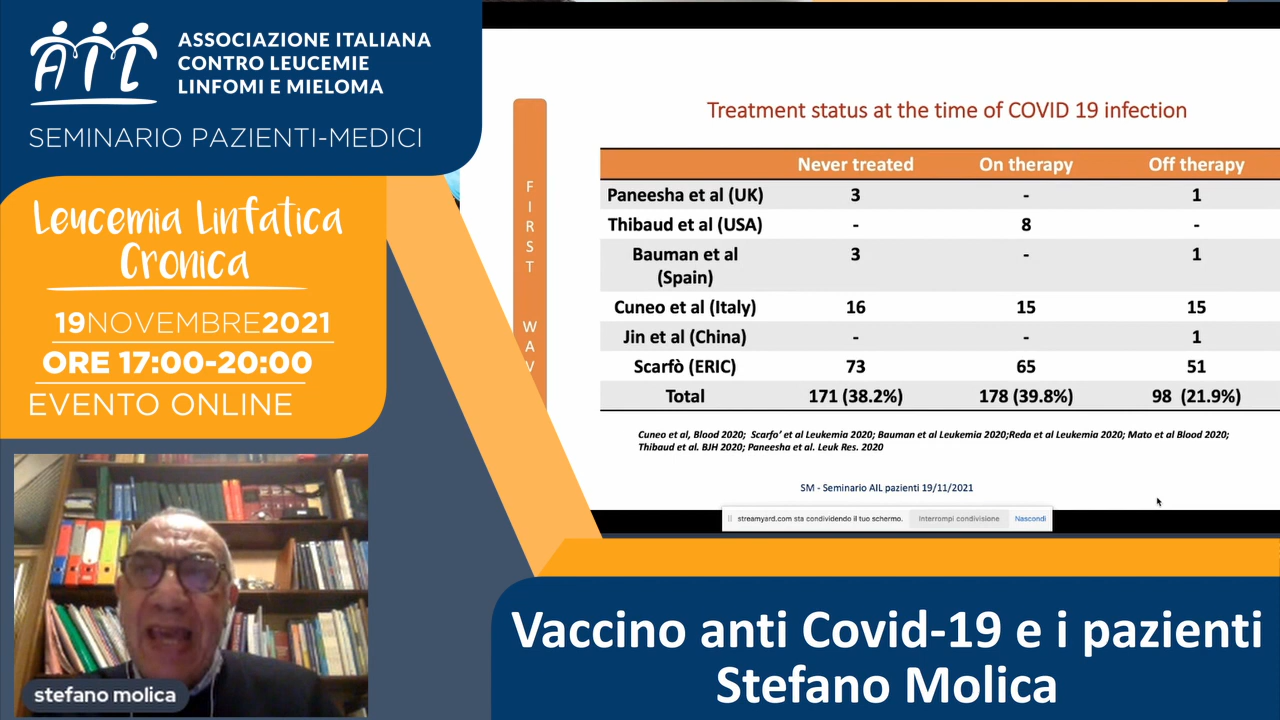 AIL
ASSOCIAZIONE ITALIANA
CONTRO LEUCEMIE
LINFOMI E MIELOMA
SEMINARIO PAZIENTI-MEDICI
Leucemia Linfatica
Cronica
19NOVEMBRE2021
ORE 17:00-20:00
EVENTO ONLINE
stefano molica
FIRST WAV
Treatment status at the time of COVID 19 infection
Never treated On therapy Off therapy
Paneesha et al (UK) 3 - 1
Thibaud et al (USA) - 8 -
Bauman et al
(Spain) 3 - 1
Cuneo et al (Italy) 16 15 15
Jin et al (China) - - 1
Scarfò (ERIC) 73 65 51
Total 171 (38.2%) 178 (39.8%) 98 (21.9%)
Cuneo et al, Blood 2020; Scarfo' et al Leukemia 2020; Bauman et al Leukemia 2020;Reda et al Leukemia 2020; Mato et al Blood 2020;
Thibaud et al. BJH 2020; Paneesha et al. Leuk Res. 2020
SM - Seminario AIL pazienti 19/11/2021
streamyard.com sta condividendo il tuo schermo. Interrompi condivisione Nascondi
Vaccino anti Covid-19 e i pazienti
Stefano Molica